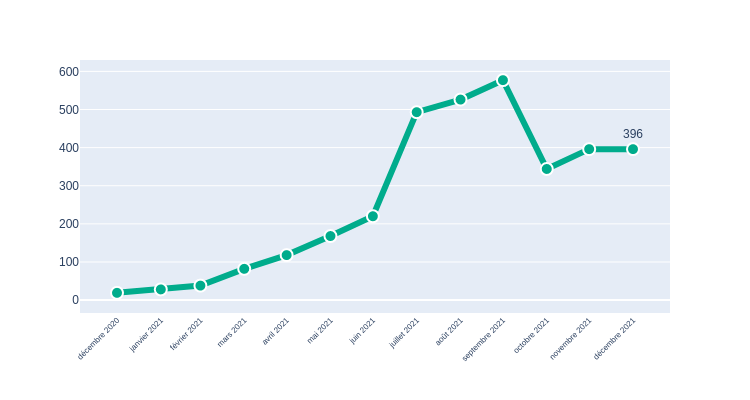 600
500
400
300
200
100
0
396
décembre 2020
janvier 2021
février 2021
mars 2021
avril 2021
mai 2021
juin 2021
juillet 2021
août 2021
septembre 2021
octobre 2021
novembre 2021
décembre 2021